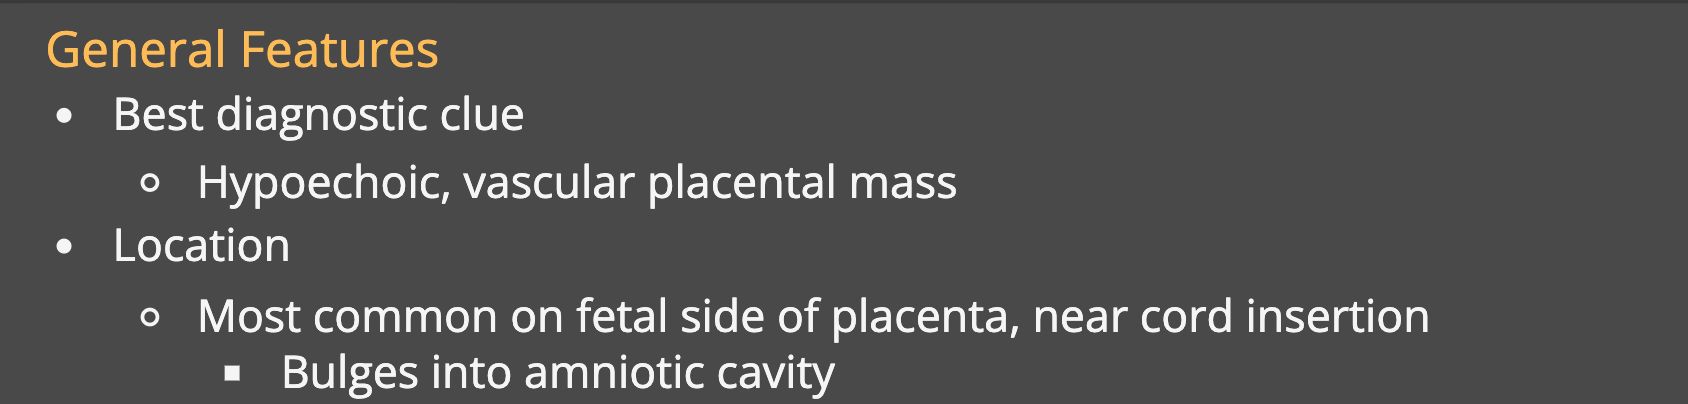 General Features
• Best diagnostic clue
○ Hypoechoic, vascular placental mass
• Location
○ Most common on fetal side of placenta, near cord insertion
▪ Bulges into amniotic cavity